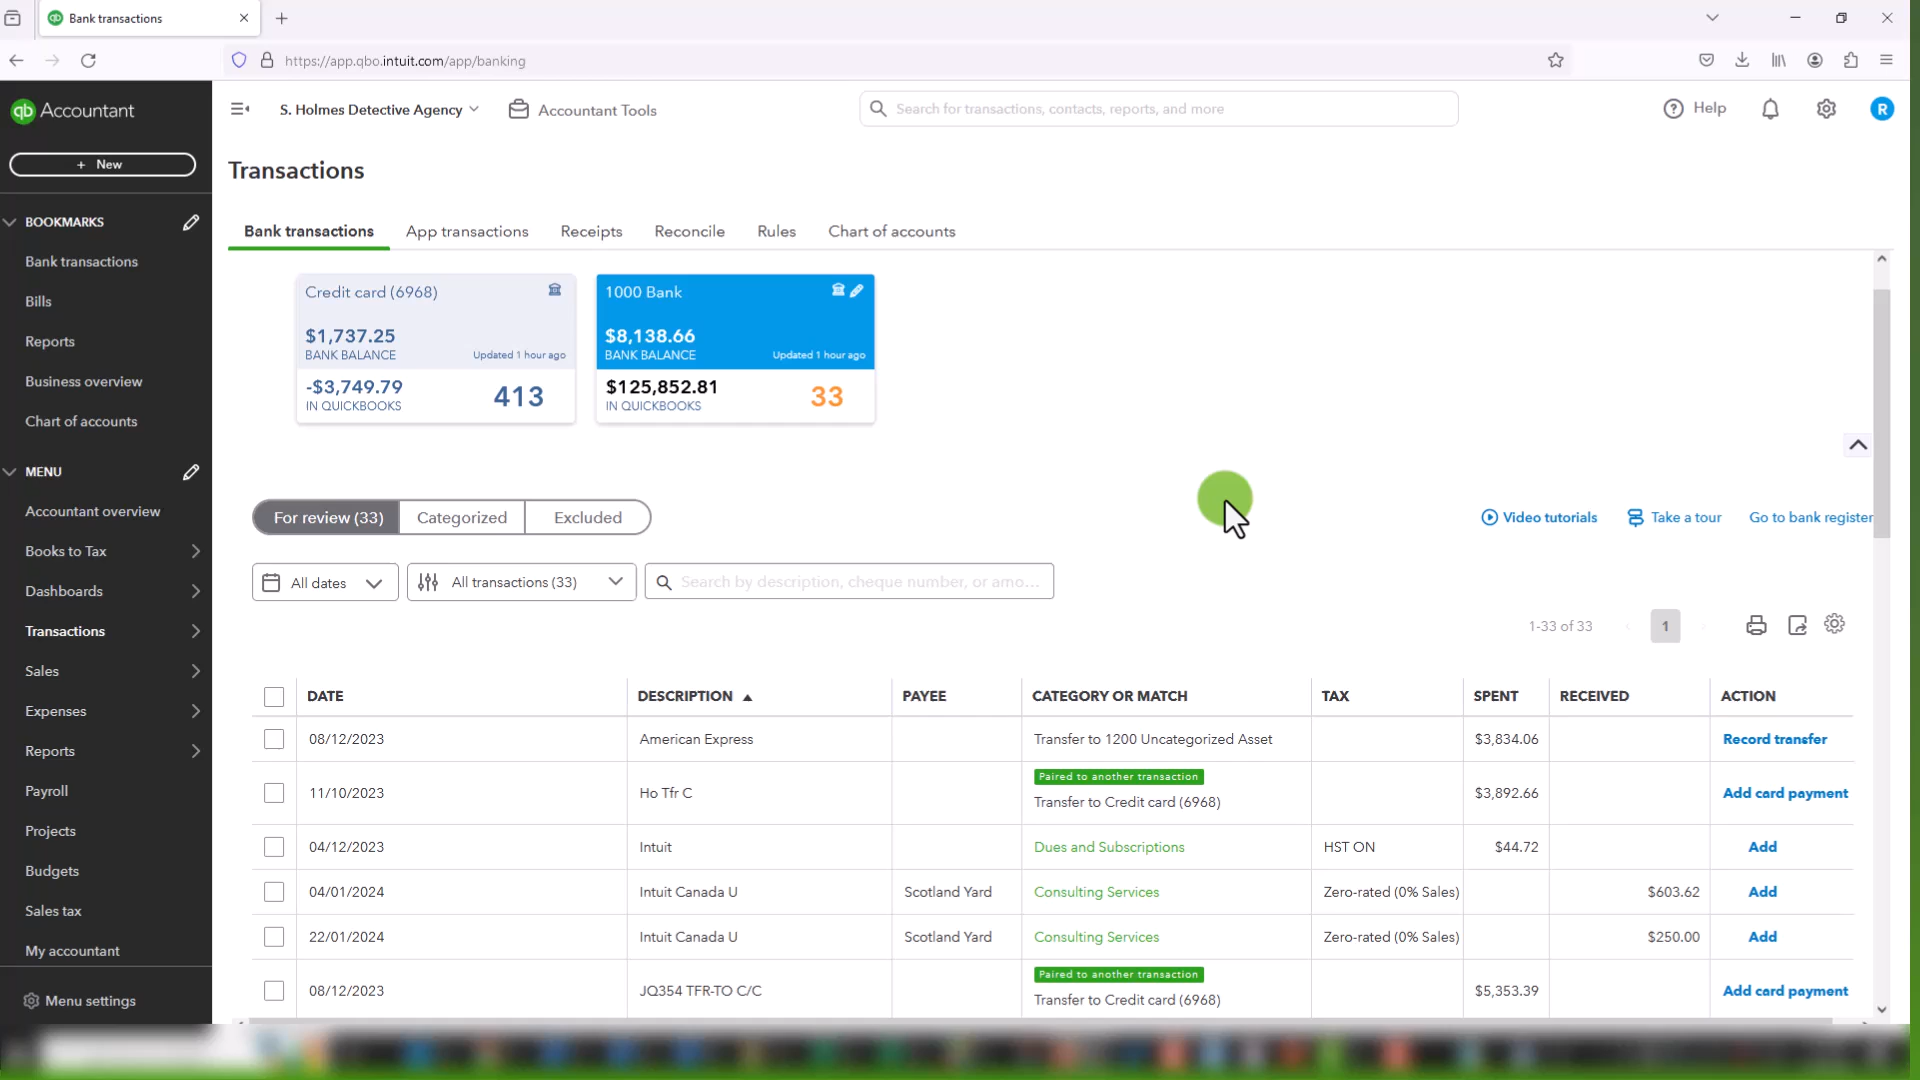 Bank transactions
https://app.qbo.intuit.com/app/banking
qb Accountant
S. Holmes Detective Agency
Accountant Tools
Search for transactions, contacts, reports, and more
Help
R
+ New
Transactions
BOOKMARKS
Bank transactions
Bills
Reports
Business overview
Chart of accounts
MENU
Accountant overview
Books to Tax
Dashboards
Transactions
Sales
Expenses
Reports
Payroll
Projects
Budgets
Sales tax
My accountant
Menu settings
Bank transactions App transactions Receipts Reconcile Rules Chart of accounts
Credit card (6968)
$1,737.25
BANK BALANCE Updated 1 hour ago
-$3,749.79
IN QUICKBOOKS
413
1000 Bank
$8,138.66
BANK BALANCE Updated 1 hour ago
$125,852.81
IN QUICKBOOKS
33
For review (33) Categorized Excluded
Video tutorials Take a tour Go to bank register
All dates All transactions (33) Search by description, cheque number, or amo...
1-33 of 33 1
DATE DESCRIPTION PAYEE CATEGORY OR MATCH TAX SPENT RECEIVED ACTION
08/12/2023 American Express Transfer to 1200 Uncategorized Asset $3,834.06 Record transfer
Paired to another transaction
11/10/2023 Ho Tfr C Transfer to Credit card (6968) $3,892.66 Add card payment
04/12/2023 Intuit Dues and Subscriptions HST ON $44.72 Add
04/01/2024 Intuit Canada U Scotland Yard Consulting Services Zero-rated (0% Sales) $603.62 Add
22/01/2024 Intuit Canada U Scotland Yard Consulting Services Zero-rated (0% Sales) $250.00 Add
Paired to another transaction
08/12/2023 JQ354 TFR-TO C/C Transfer to Credit card (6968) $5,353.39 Add card payment